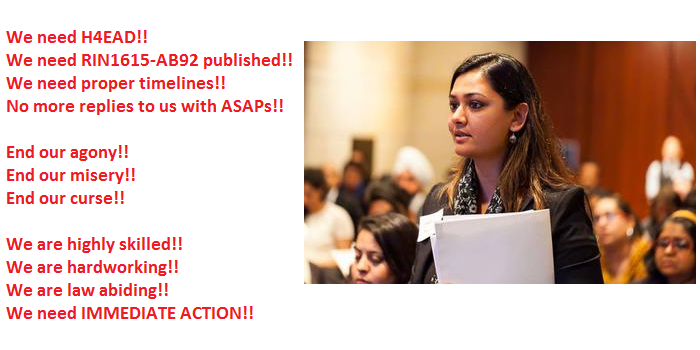 We need H4EAD!!
We need RIN1615-AB92 published!!
We need proper timelines!!
No more replies to us with ASAPs!!
End our agony!!
End our misery!!
End our curse!!
We are highly skilled!!
We are hardworking!!
We are law abiding!!
We need IMMEDIATE ACTION!!